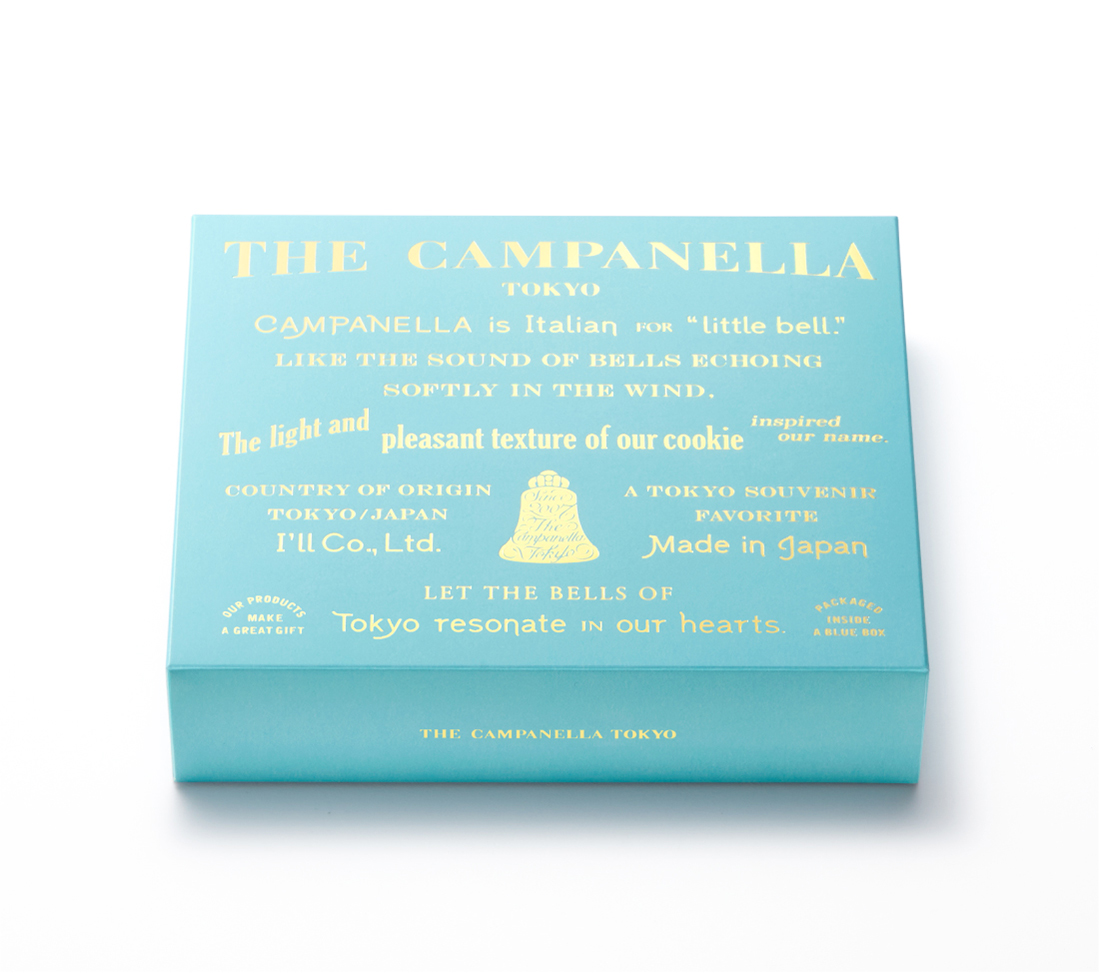 THE CAMPANELLA
TOKYO
CAMPANELLA is Italian FOR “little bell.”
LIKE THE SOUND OF BELLS ECHOING
SOFTLY IN THE WIND,
The light and pleasant texture of our cookie inspired
our name.
COUNTRY OF ORIGIN
TOKYO/JAPAN
I’ll Co., Ltd.
The
Campanella
Tokyo
A TOKYO SOUVENIR
FAVORITE
Made in Japan
LET THE BELLS OF
Tokyo resonate IN our hearts.
OUR PRODUCTS
MAKE
A GREAT GIFT
PACKAGED
INSIDE
A BLUE BOX
THE CAMPANELLA TOKYO